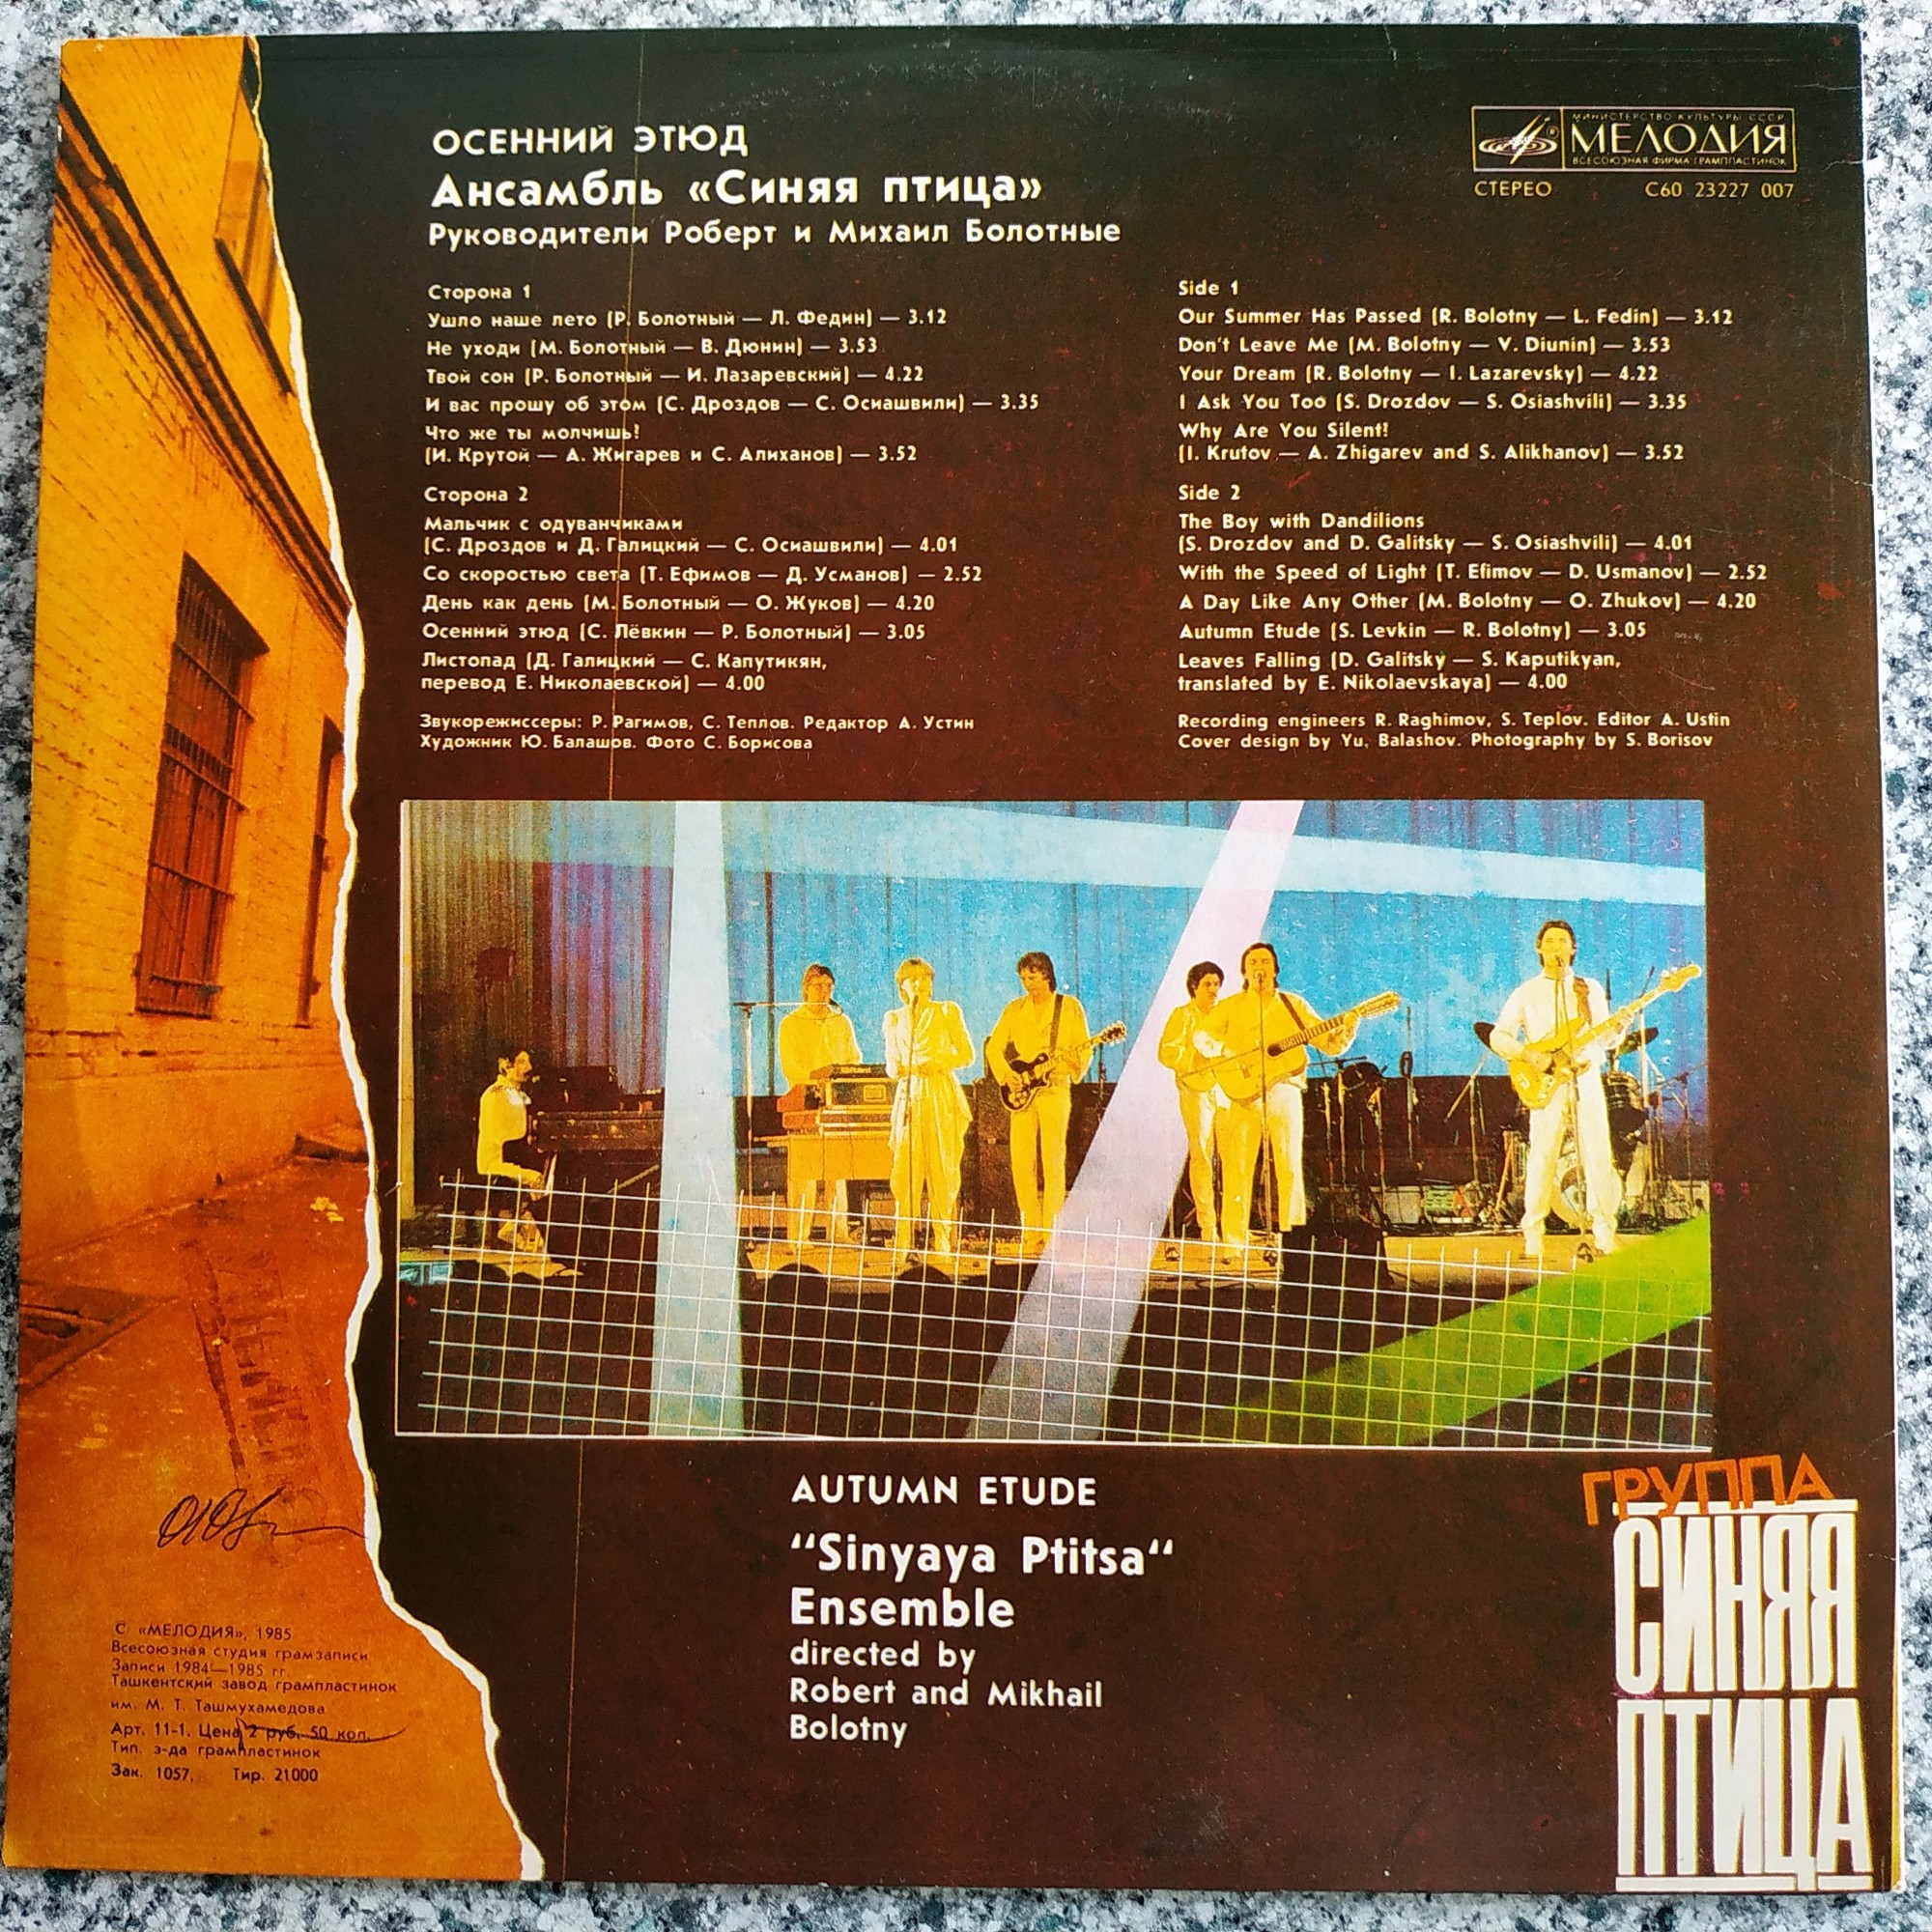 ОСЕННИЙ ЭТЮД
Ансамбль «Синяя птица»
Руководители Роберт и Михаил Болотные
МИНИСТЕРСТВО КУЛЬТУРЫ СССР
МЕЛОДИЯ
ВСЕСОЮЗНАЯ ФИРМА ГРАМПЛАСТИНОК
СТЕРЕО С60 23227 007
Сторона 1
Ушло наше лето (Р. Болотный — Л. Федин) — 3.12
Не уходи (М. Болотный — В. Дюнин) — 3.53
Твой сон (Р. Болотный — И. Лазаревский) — 4.22
И вас прошу об этом (С. Дроздов — С. Осиашвили) — 3.35
Что же ты молчишь!
(И. Крутой — А. Жигарев и С. Алиханов) — 3.52
Сторона 2
Мальчик с одуванчиками
(С. Дроздов и Д. Галицкий — С. Осиашвили) — 4.01
Со скоростью света (Т. Ефимов — Д. Усманов) — 2.52
День как день (М. Болотный — О. Жуков) — 4.20
Осенний этюд (С. Лёвкин — Р. Болотный) — 3.05
Листопад (Д. Галицкий — С. Капутикян,
перевод Е. Николаевской) — 4.00
Звукорежиссеры: Р. Рагимов, С. Теплов. Редактор А. Устин
Художник Ю. Балашов. Фото С. Борисова
Side 1
Our Summer Has Passed (R. Bolotny — L. Fedin) — 3.12
Don't Leave Me (M. Bolotny — V. Diunin) — 3.53
Your Dream (R. Bolotny — I. Lazarevsky) — 4.22
I Ask You Too (S. Drozdov — S. Osiashvili) — 3.35
Why Are You Silent!
(I. Krutov — A. Zhigarev and S. Alikhanov) — 3.52
Side 2
The Boy with Dandilions
(S. Drozdov and D. Galitsky — S. Osiashvili) — 4.01
With the Speed of Light (T. Efimov — D. Usmanov) — 2.52
A Day Like Any Other (M. Bolotny — O. Zhukov) — 4.20
Autumn Etude (S. Levkin — R. Bolotny) — 3.05
Leaves Falling (D. Galitsky — S. Kaputikyan,
translated by E. Nikolaevskaya) — 4.00
Recording engineers R. Raghimov, S. Teplov. Editor A. Ustin
Cover design by Yu. Balashov. Photography by S. Borisov
Roland
AUTUMN ETUDE
“Sinyaya Ptitsa“
Ensemble
directed by
Robert and Mikhail
Bolotny
ГРУППА
СИНЯЯ
ПТИЦА
С «МЕЛОДИЯ», 1985
Всесоюзная студия грамзаписи
Записи 1984—1985 гг.
Ташкентский завод грампластинок
им. М. Т. Ташмухамедова
Арт. 11-1. Цена 2 руб. 50 коп.
Тип. з-да грампластинок
Зак. 1057. Тир. 21000